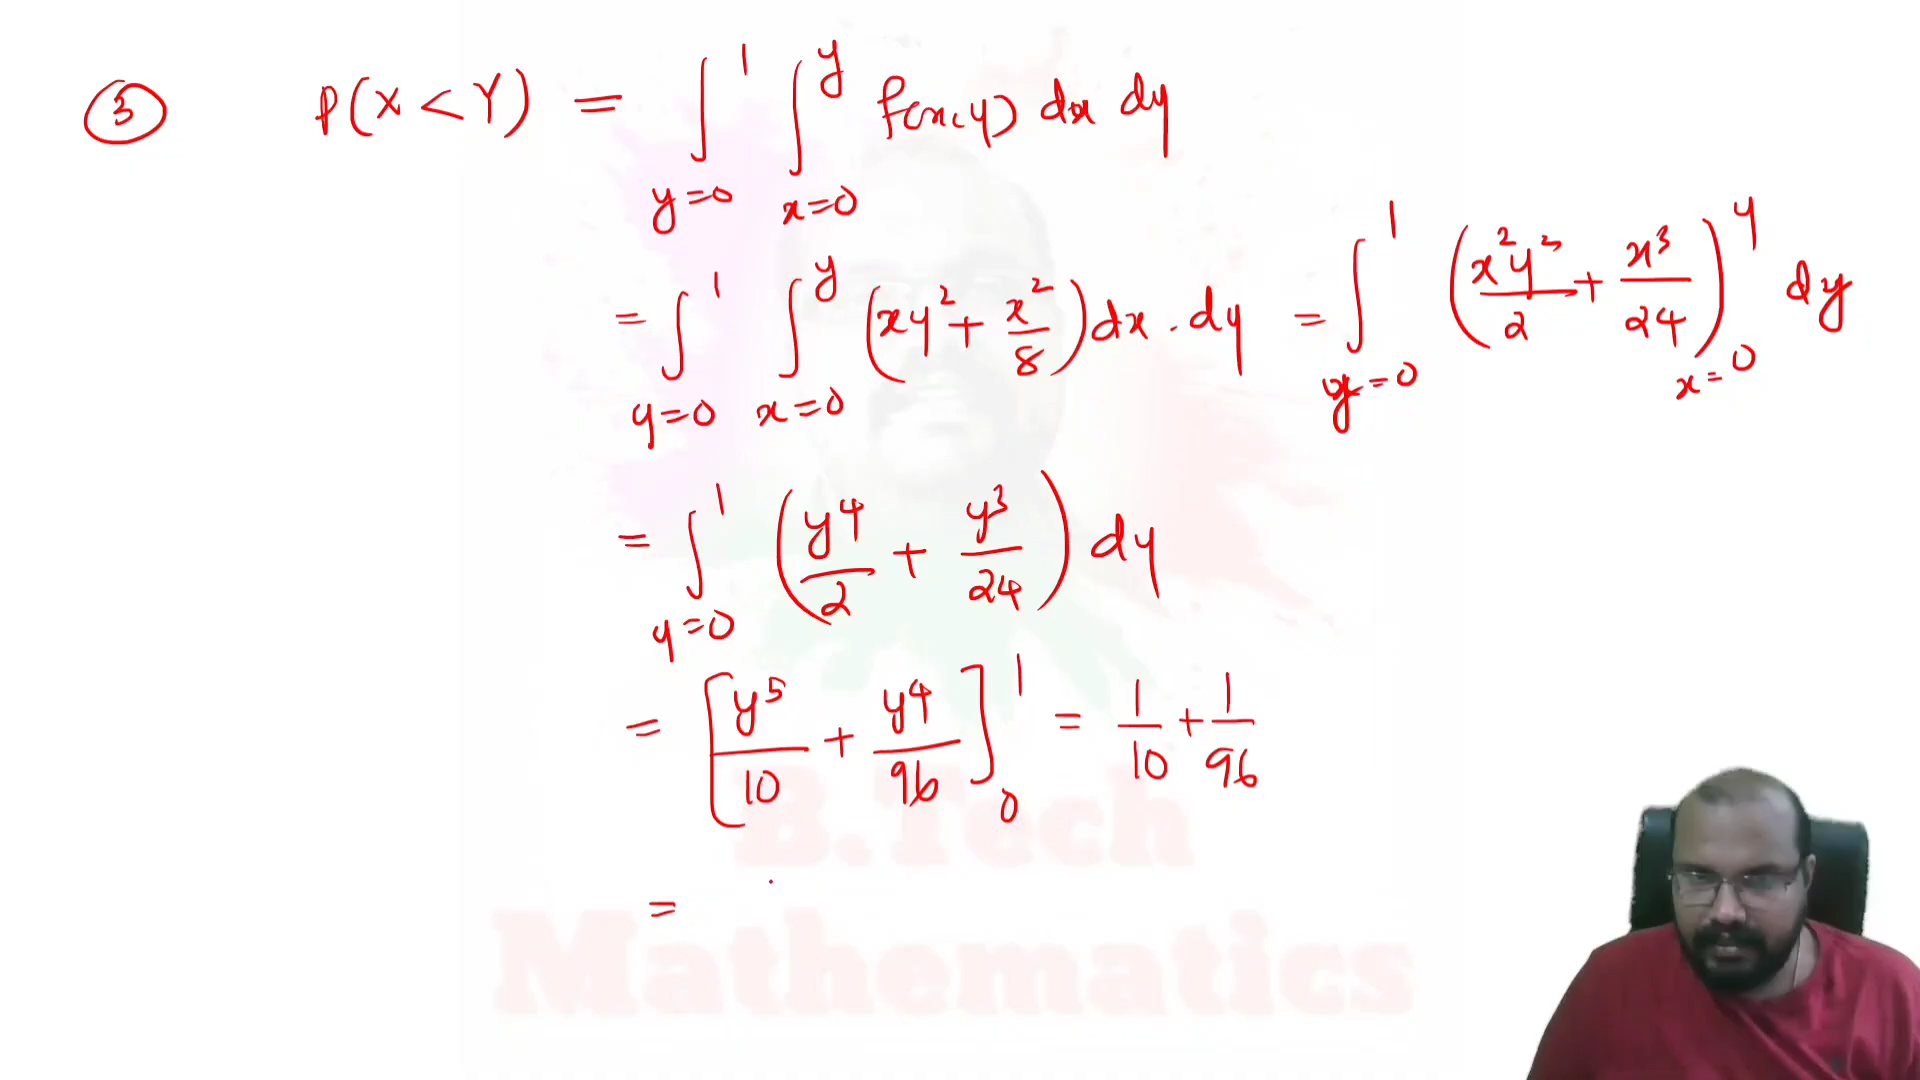 ③ P(X < Y) = ∫_{y=0}^{1} ∫_{x=0}^{y} f(x,y) dx dy
= ∫_{y=0}^{1} ∫_{x=0}^{y} (xy² + x²/8) dx . dy = ∫_{y=0}^{1} (x²y²/2 + x³/24)_{x=0}^{y} dy
= ∫_{y=0}^{1} (y⁴/2 + y³/24) dy
= [y⁵/10 + y⁴/96]_{0}^{1} = 1/10 + 1/96
=
B.Tech
Mathematics